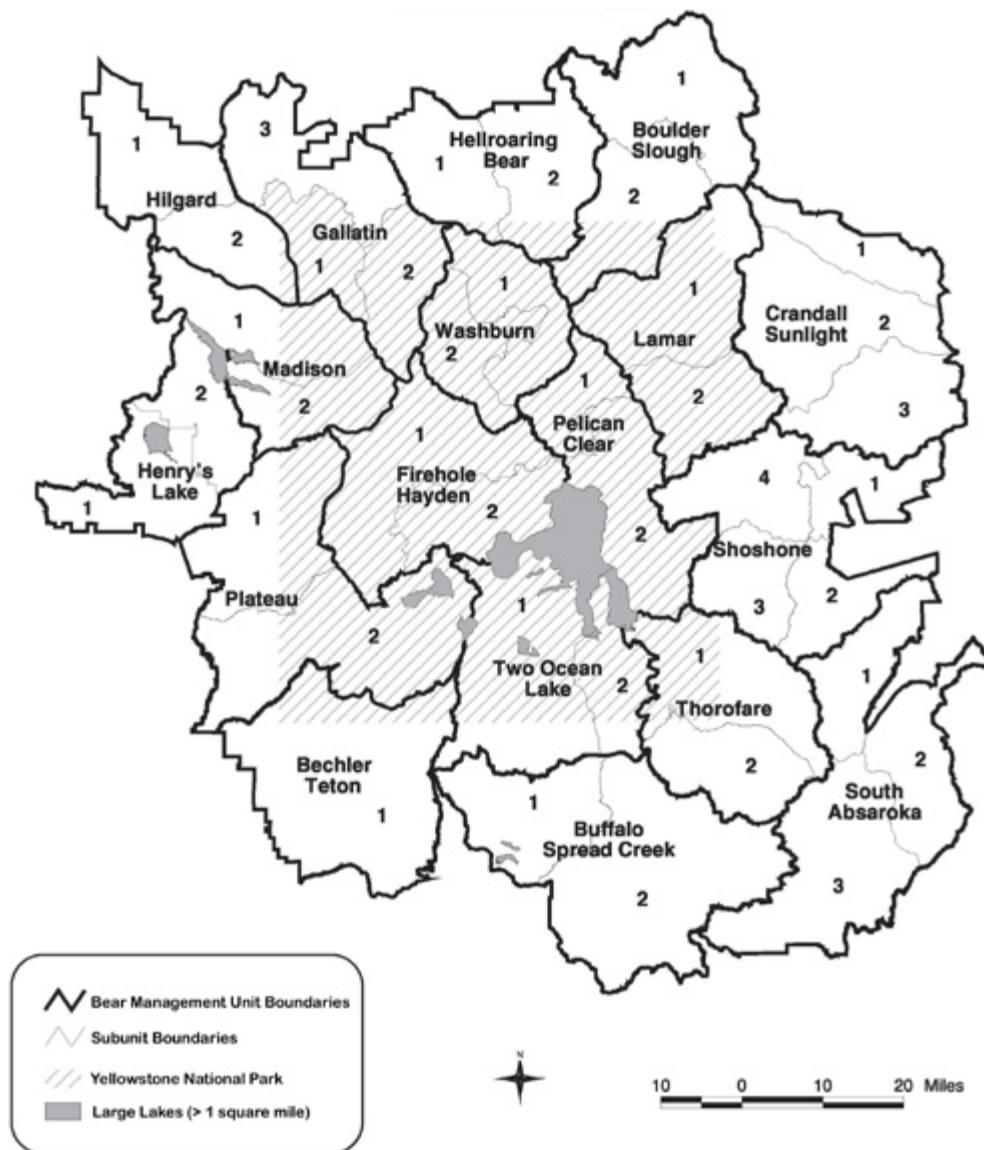 1
3
1
Hellroaring
Bear
1
2
Boulder
Slough
2
Hilgard
2
Gallatin
1
2
1
Washburn
2
1
Lamar
2
1
Crandall
Sunlight
2
3
1
Madison
2
2
Henry's
Lake
1
1
Pelican
Clear
2
1
Firehole
Hayden
2
4
1
Shoshone
3
2
1
Plateau
2
1
Two Ocean
Lake
2
1
Thorofare
2
1
2
South
Absaroka
3
Bechler
Teton
1
1
Buffalo
Spread Creek
2
Bear Management Unit Boundaries
Subunit Boundaries
Yellowstone National Park
Large Lakes (> 1 square mile)
N
10 0 10 20 Miles